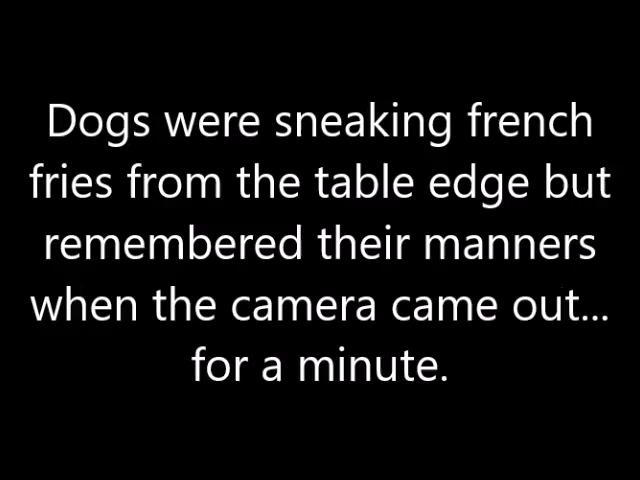 Dogs were sneaking french
fries from the table edge but
remembered their manners
when the camera came out...
for a minute.